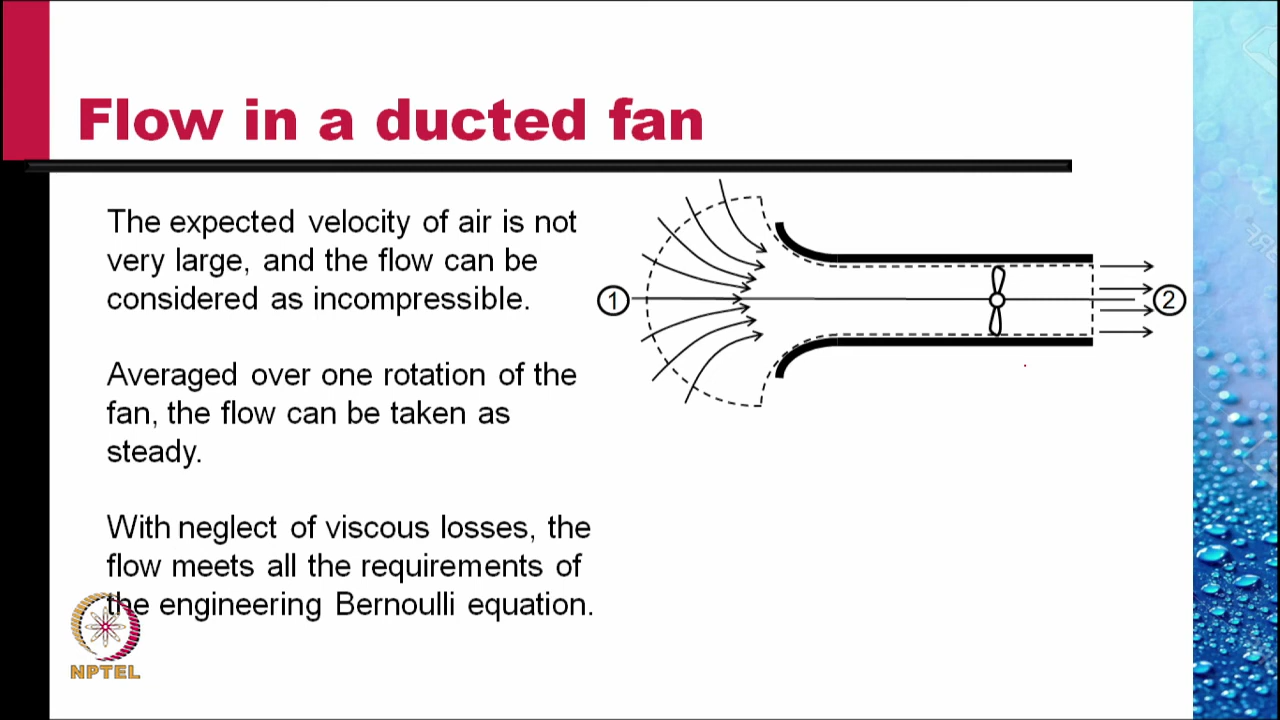 Flow in a ducted fan
The expected velocity of air is not
very large, and the flow can be
considered as incompressible.
Averaged over one rotation of the
fan, the flow can be taken as
steady.
With neglect of viscous losses, the
flow meets all the requirements of
the engineering Bernoulli equation.
1
2
NPTEL